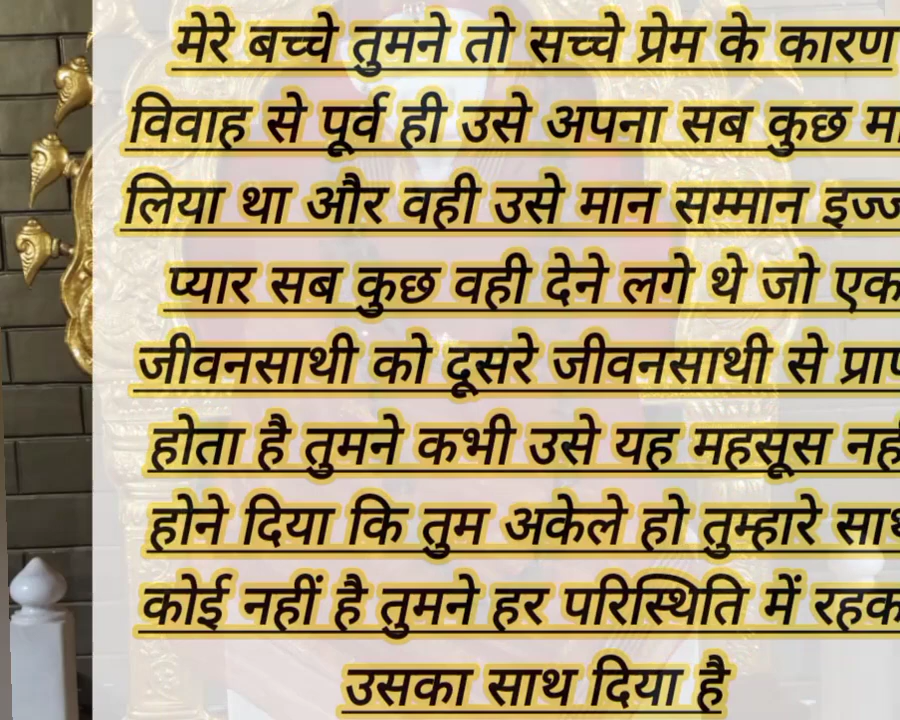 मेरे बच्चे तुमने तो सच्चे प्रेम के कारण
विवाह से पूर्व ही उसे अपना सब कुछ
लिया था और वही उसे मान सम्मान
प्यार सब कुछ वही देने लगे थे जो एक
जीवनसाथी को दूसरे जीवनसाथी से
होता है तुमने कभी उसे यह महसूस
होने दिया कि तुम अकेले हो तुम्हारे
कोई नहीं है तुमने हर परिस्थिति में
उसका साथ दिया है